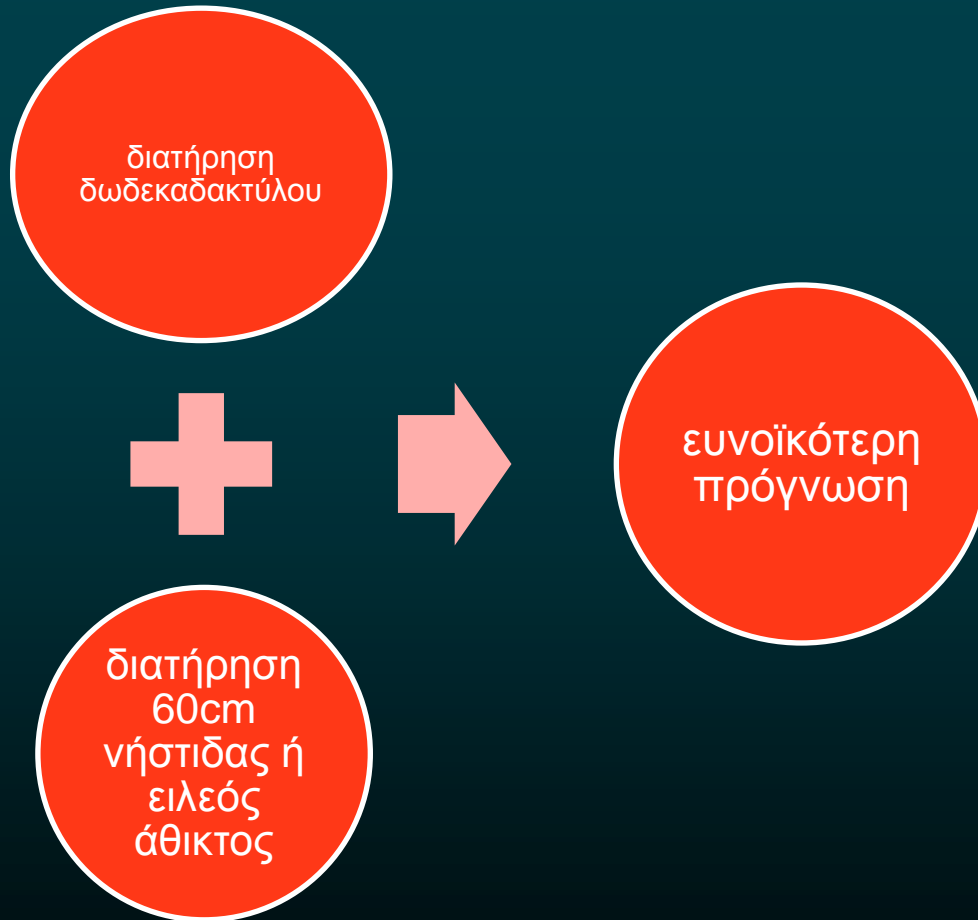 διατήρηση
δωδεκαδακτύλου
διατήρηση
60cm
νήστιδας ή
ειλεός
άθικτος
ευνοϊκότερη
πρόγνωση